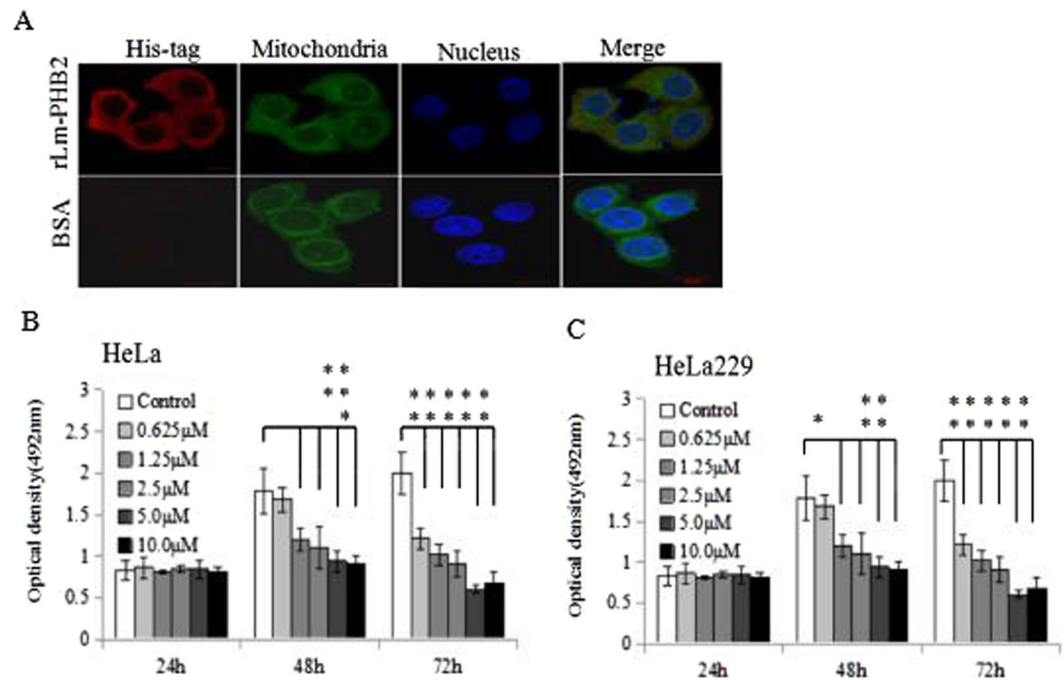 A
His-tag Mitochondria Nucleus Merge
rLm-PHB2
BSA
B
HeLa
Optical density(492nm)
3
2.5
2
1.5
1
0.5
0
Control
0.625μM
1.25μM
2.5μM
5.0μM
10.0μM
* *
* *
*
* * * * *
* * * * *
24h 48h 72h
C
HeLa229
Optical density(492nm)
3
2.5
2
1.5
1
0.5
0
Control
0.625μM
1.25μM
2.5μM
5.0μM
10.0μM
* *
* * *
* * * * *
* * * * *
24h 48h 72h